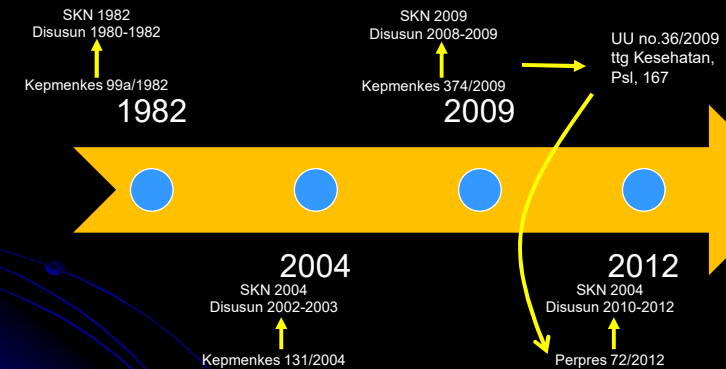 SKN 1982
Disusun 1980-1982
Kepmenkes 99a/1982
1982
SKN 2009
Disusun 2008-2009
Kepmenkes 374/2009
2009
UU no.36/2009
ttg Kesehatan,
Psl, 167
2004
SKN 2004
Disusun 2002-2003
Kepmenkes 131/2004
2012
SKN 2004
Disusun 2010-2012
Perpres 72/2012